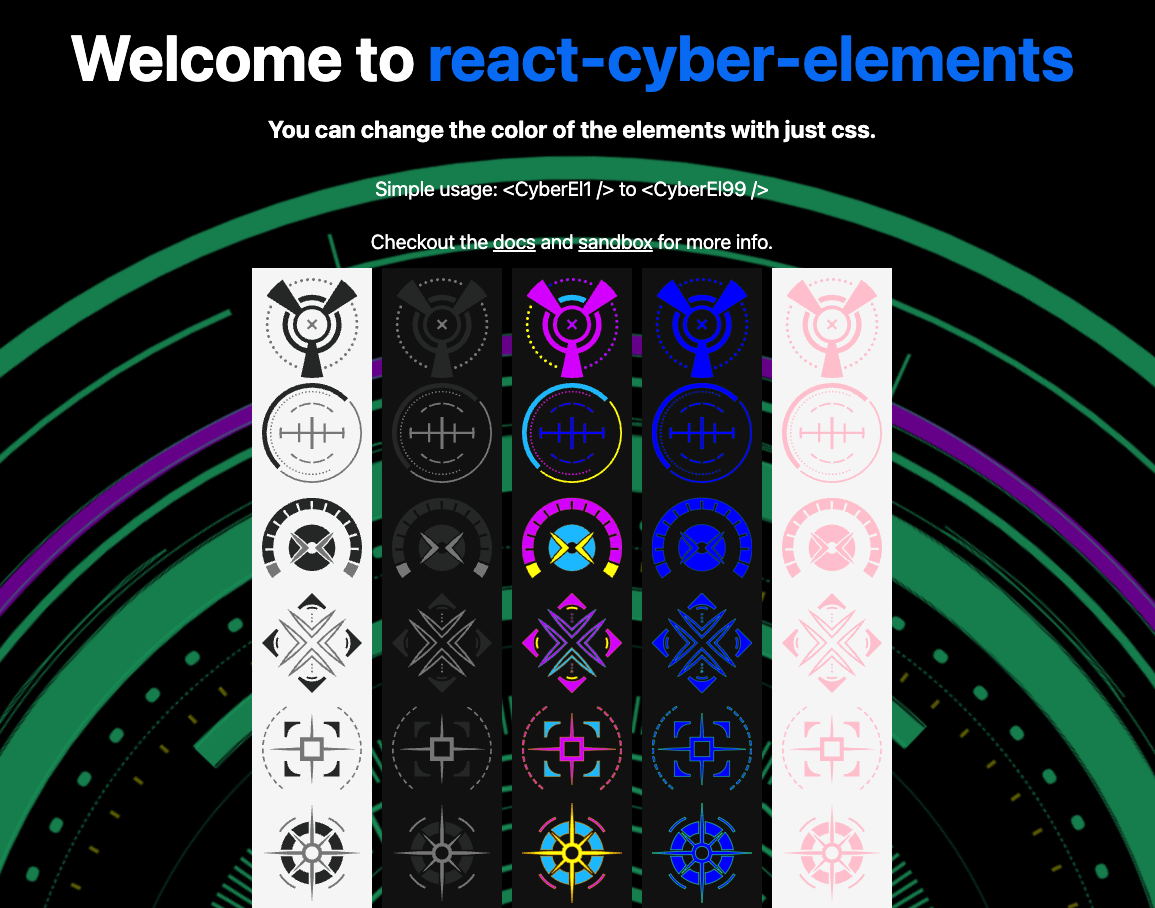 Welcome to react-cyber-elements
You can change the color of the elements with just css.
Simple usage: <CyberEl1 /> to <CyberEl99 />
Checkout the docs and sandbox for more info.